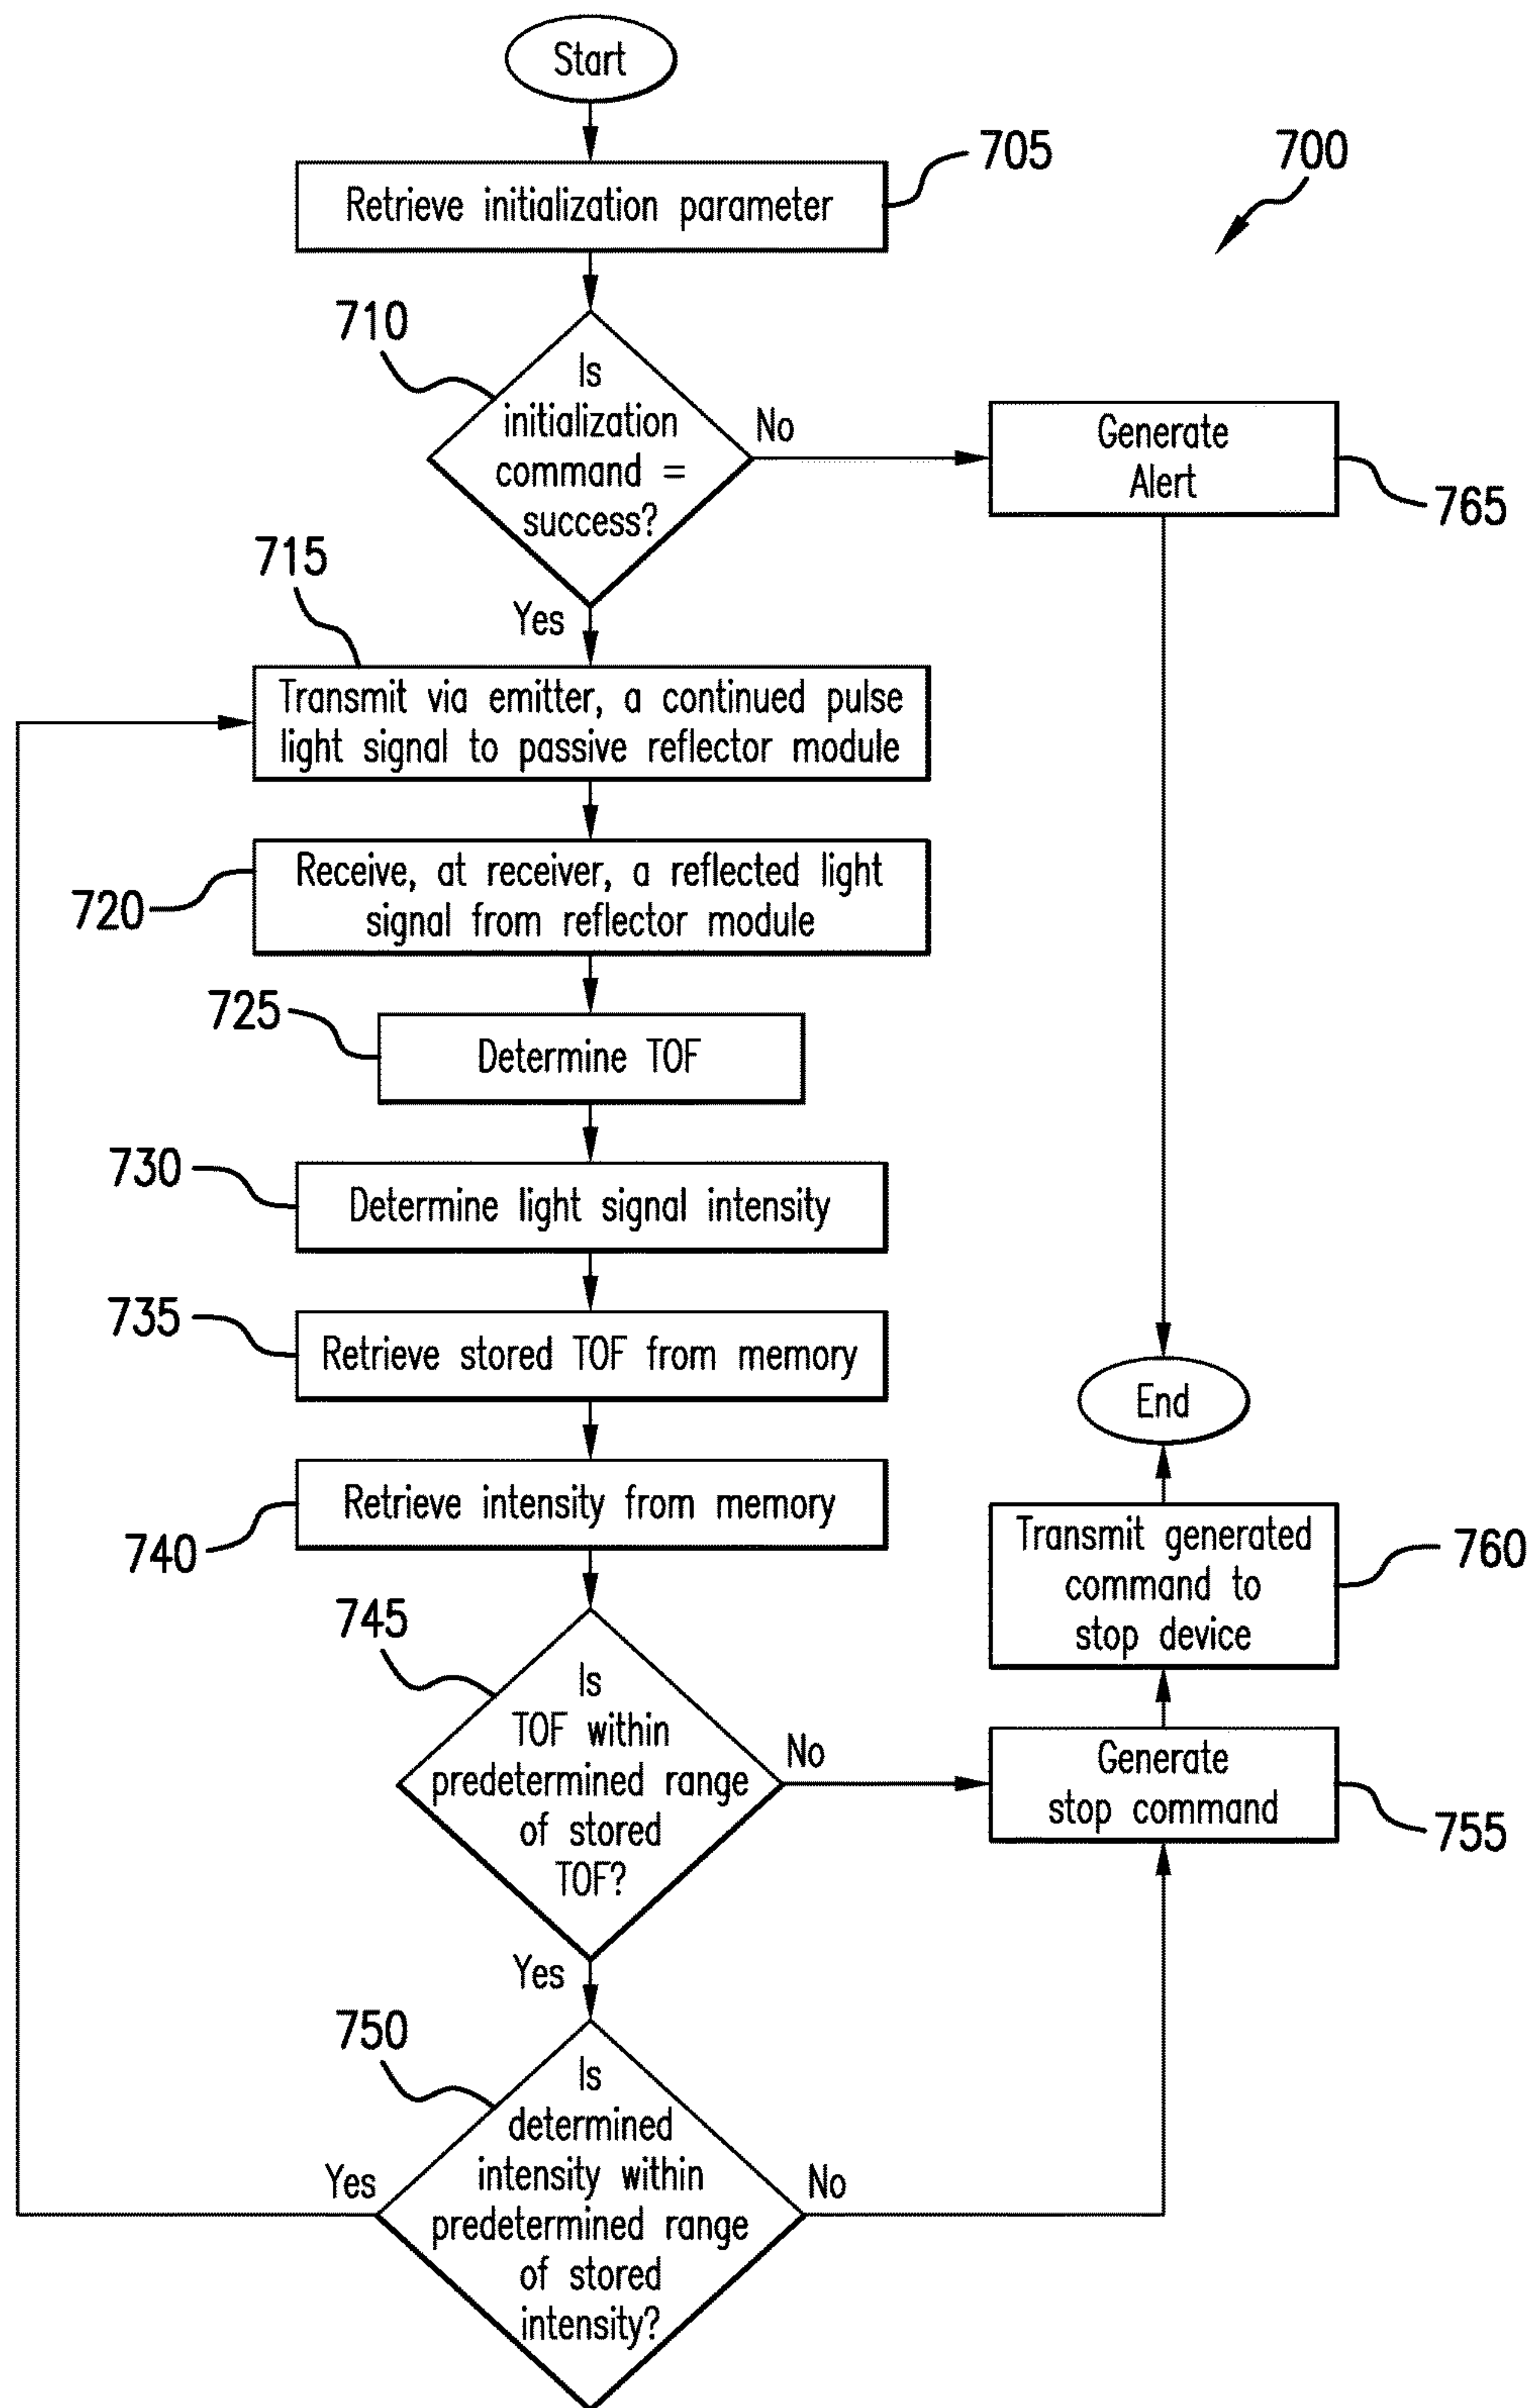 Start
705
700
Retrieve initialization parameter
710
Is
initialization
command =
success?
No
Generate
Alert
765
Yes
715
Transmit via emitter, a continued pulse
light signal to passive reflector module
720
Receive, at receiver, a reflected light
signal from reflector module
725
Determine TOF
730
Determine light signal intensity
735
Retrieve stored TOF from memory
End
740
Retrieve intensity from memory
Transmit generated
command to
stop device
760
745
Is
TOF within
predetermined range
of stored
TOF?
No
Generate
stop command
755
Yes
750
Is
determined
intensity within
predetermined range
of stored
intensity?
Yes
No